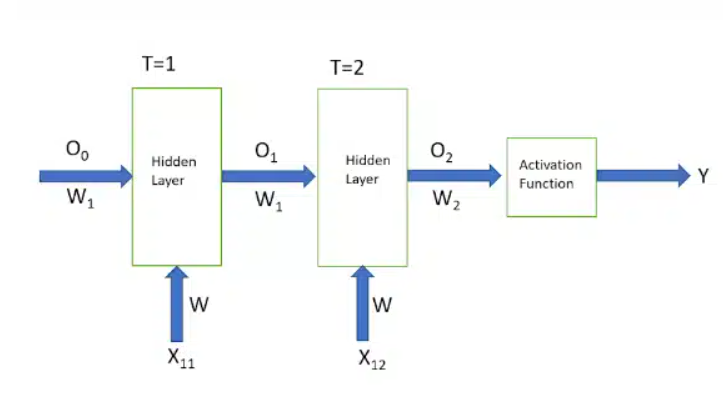 T=1
T=2
O₀
O₁
O₂
Hidden
Layer
Hidden
Layer
Activation
Function
Y
W₁
W₁
W₂
W
W
X₁₁
X₁₂